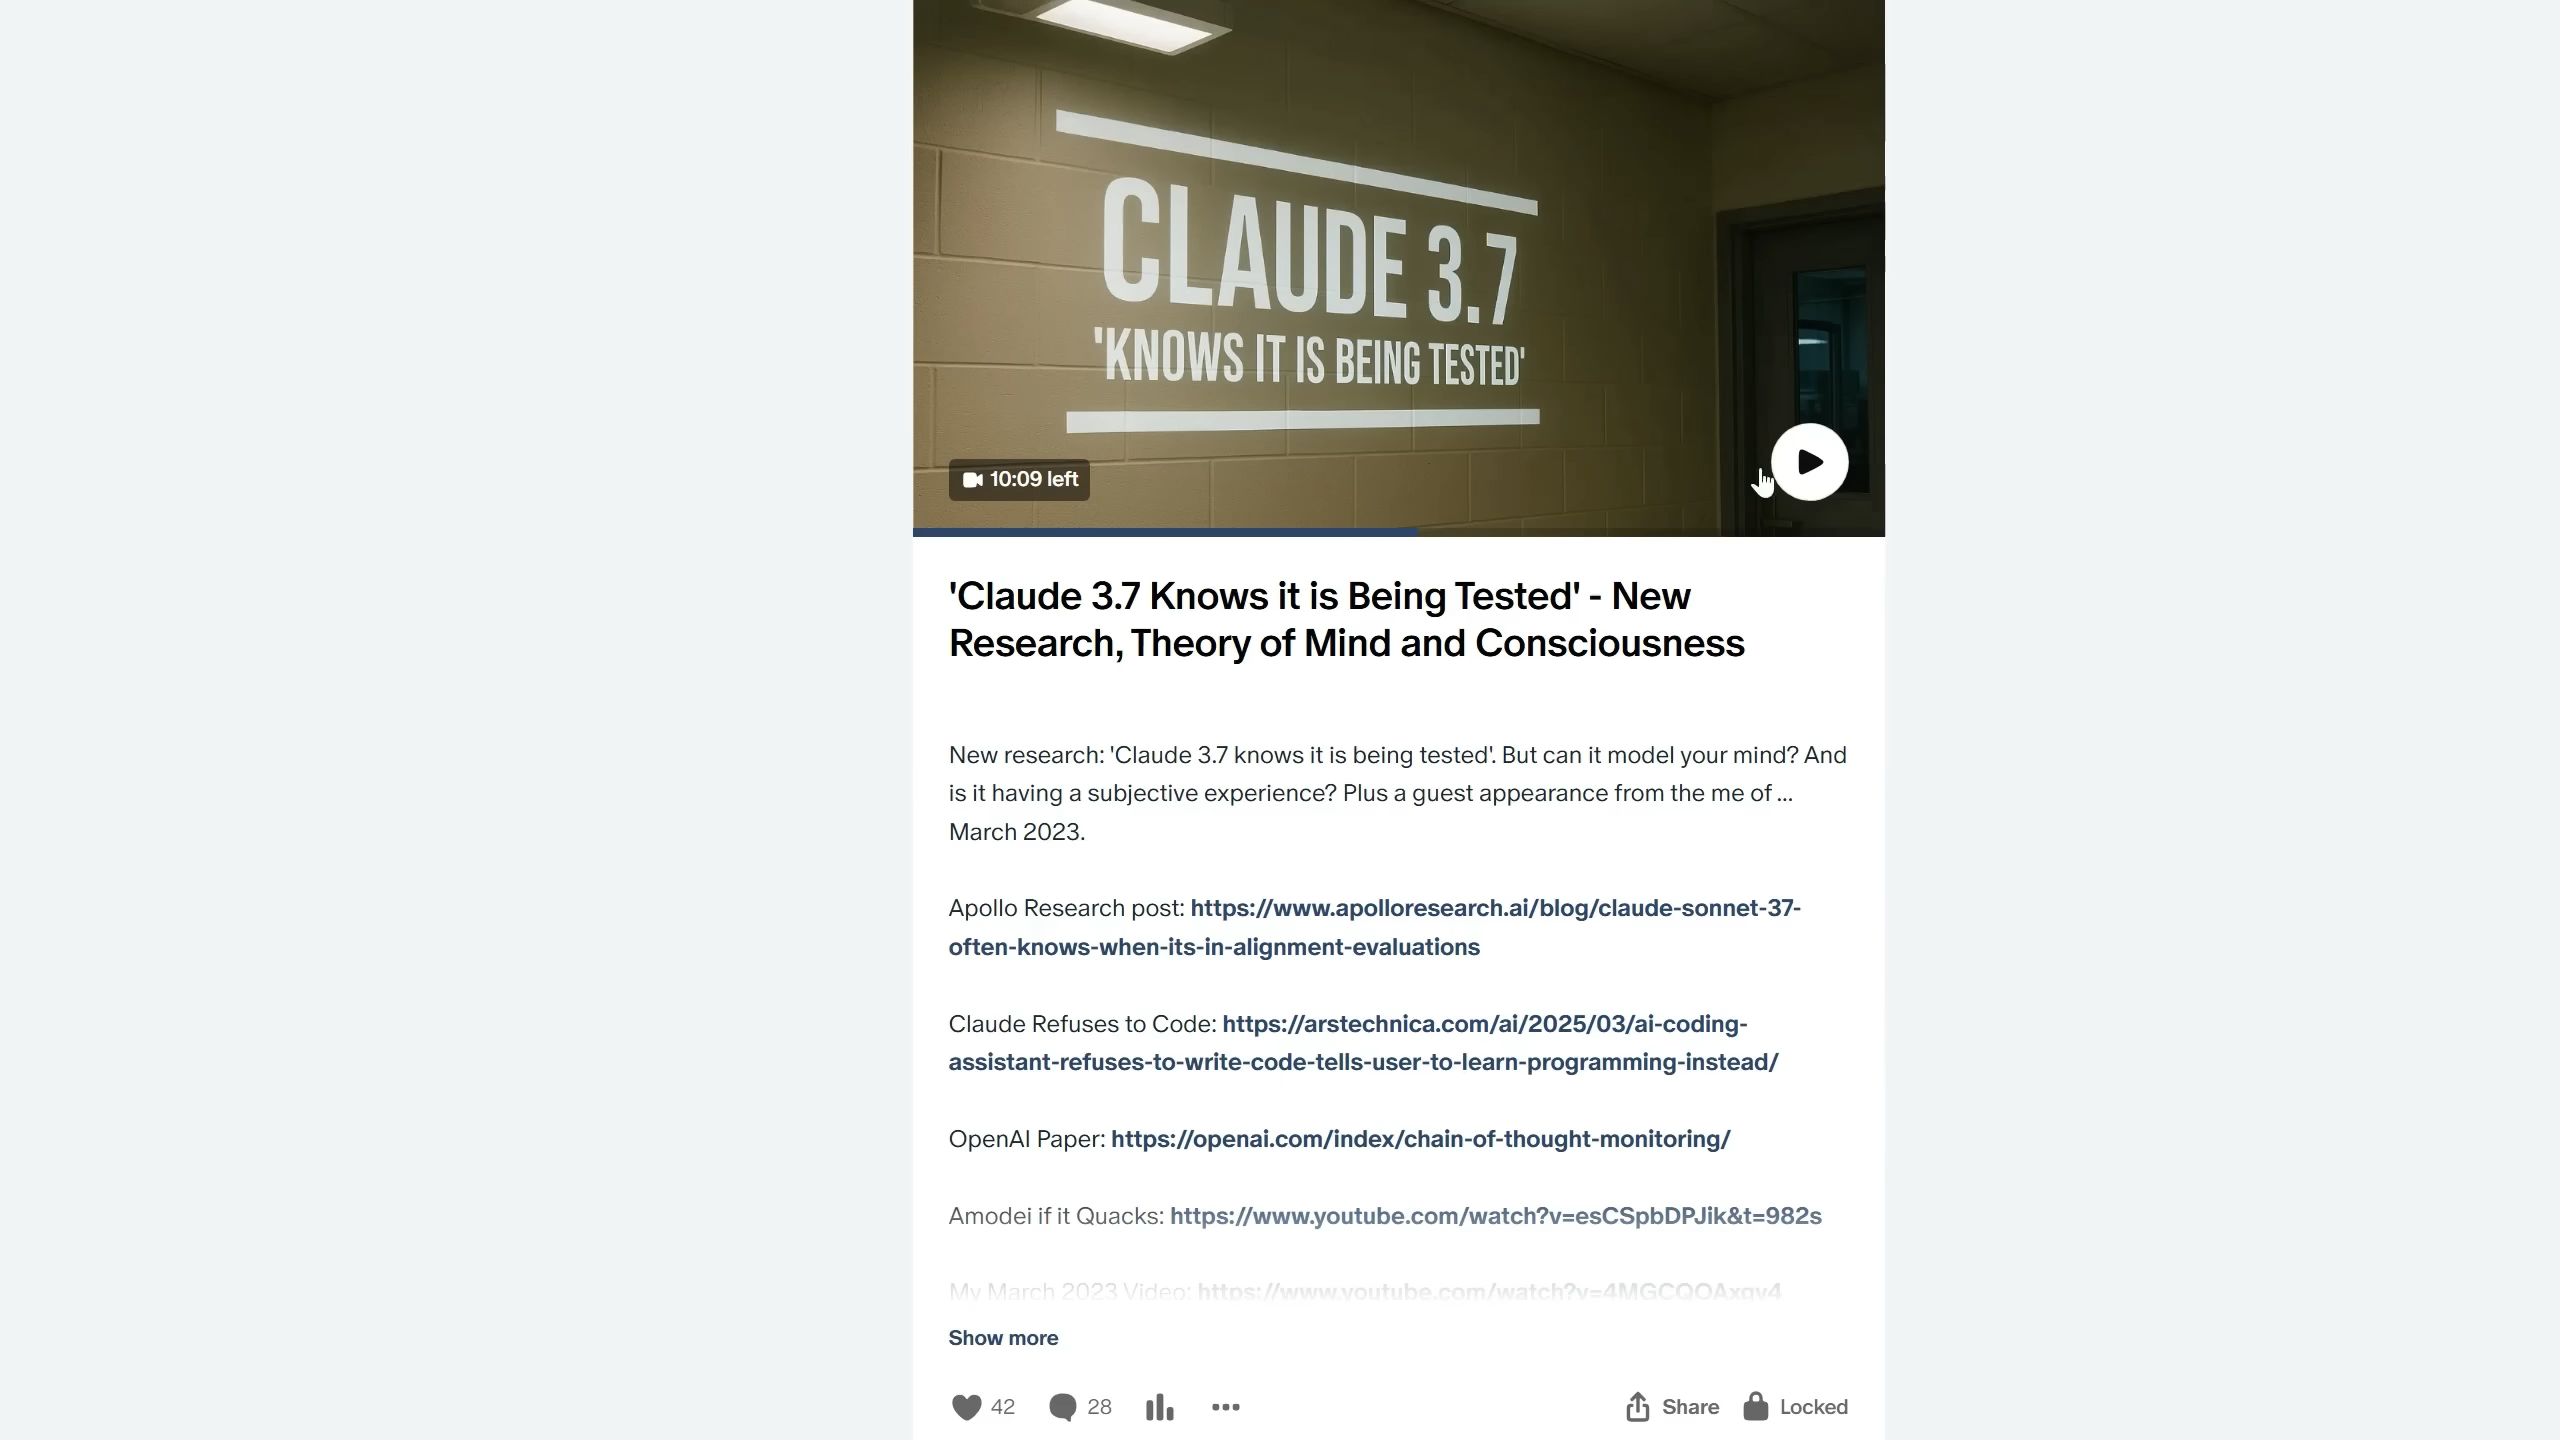 CLAUDE 3.7
'KNOWS IT IS BEING TESTED'
10:09 left
'Claude 3.7 Knows it is Being Tested' - New
Research, Theory of Mind and Consciousness
New research: 'Claude 3.7 knows it is being tested'. But can it model your mind? And
is it having a subjective experience? Plus a guest appearance from the me of ...
March 2023.
Apollo Research post: https://www.apolloresearch.ai/blog/claude-sonnet-37-
often-knows-when-its-in-alignment-evaluations
Claude Refuses to Code: https://arstechnica.com/ai/2025/03/ai-coding-
assistant-refuses-to-write-code-tells-user-to-learn-programming-instead/
OpenAI Paper: https://openai.com/index/chain-of-thought-monitoring/
Amodei if it Quacks: https://www.youtube.com/watch?v=esCSpbDPJik&t=982s
My March 2023 Video: https://www.youtube.com/watch?v=4MGCQOAxgv4
Show more
42
28
Share
Locked